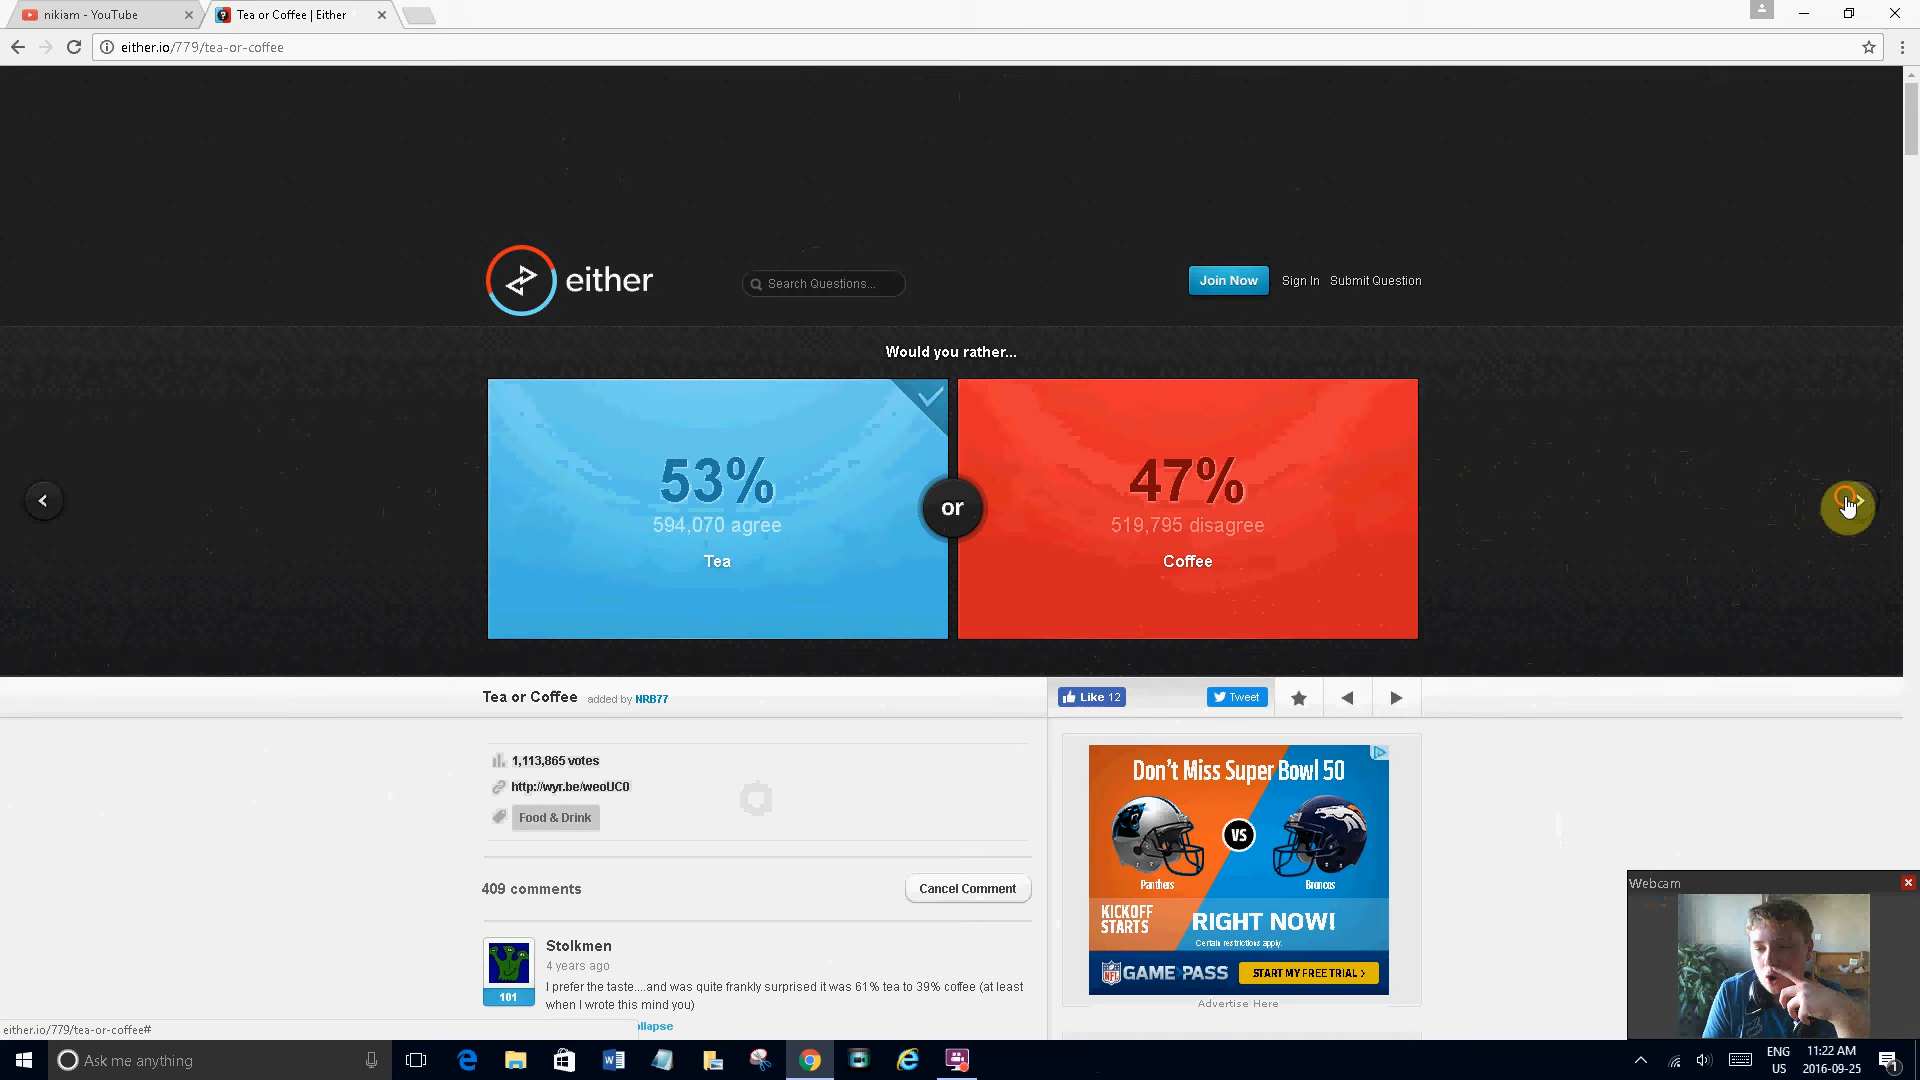 nikiam - YouTube
Tea or Coffee | Either
either.io/779/tea-or-coffee
either
Search Questions...
Join Now
Sign In
Submit Question
Would you rather...
53%
594,070 agree
Tea
or
47%
519,795 disagree
Coffee
Tea or Coffee added by NRB77
Like 12
Tweet
1,113,865 votes
http://wyr.be/weoUC0
Food & Drink
409 comments
Cancel Comment
Stolkmen
4 years ago
101
I prefer the taste....and was quite frankly surprised it was 61% tea to 39% coffee (at least
when I wrote this mind you)
ollapse
Don't Miss Super Bowl 50
VS
Panthers
Broncos
KICKOFF
STARTS
RIGHT NOW!
Certain restrictions apply.
NFL GAME PASS
START MY FREE TRIAL >
Advertise Here
Webcam
either.io/779/tea-or-coffee#
Ask me anything
ENG
US
11:22 AM
2016-09-25
1